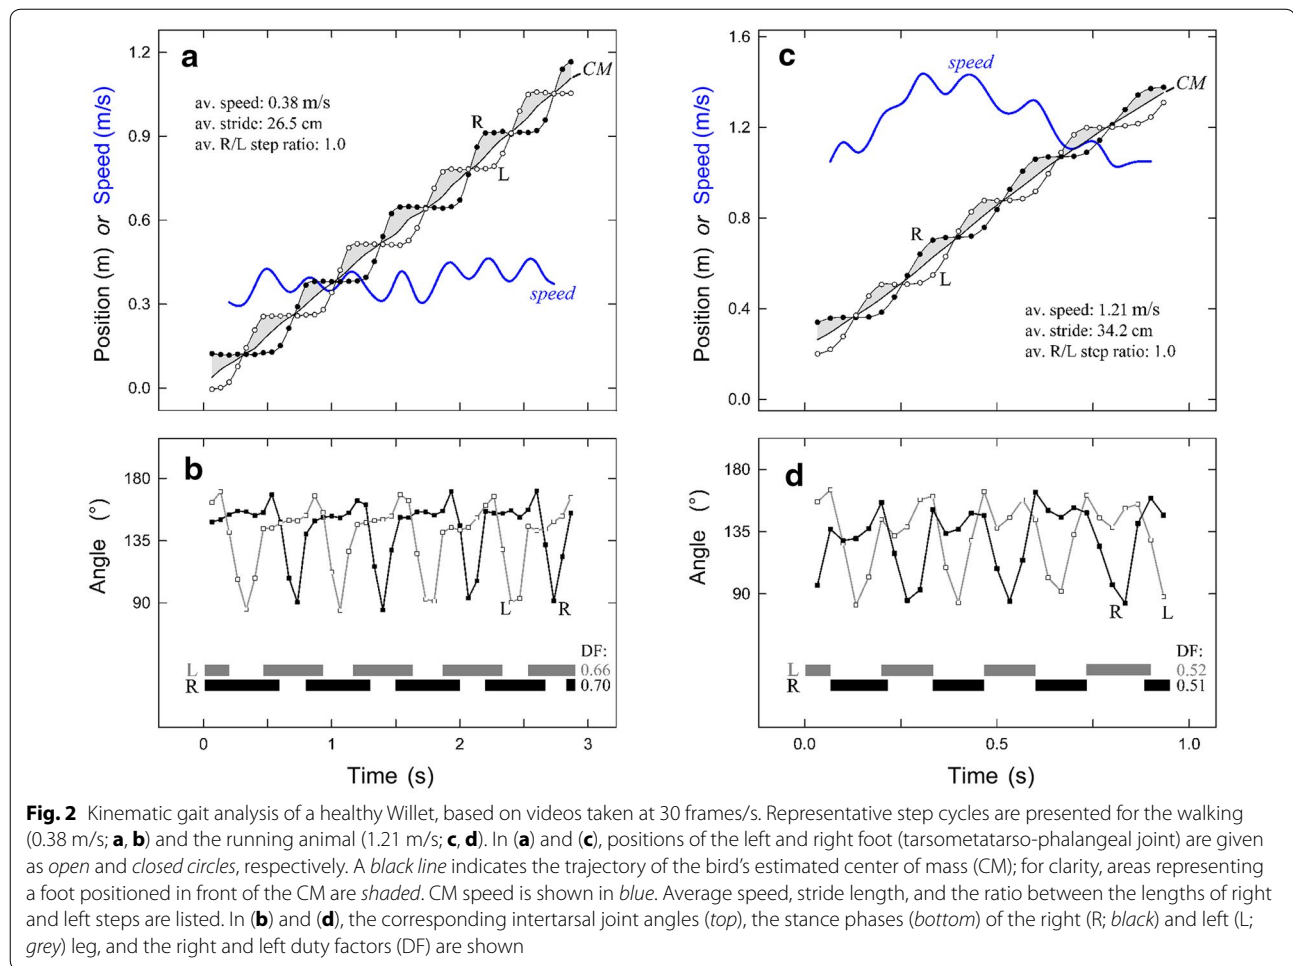 a
CM
av. speed: 0.38 m/s
av. stride: 26.5 cm
av. R/L step ratio: 1.0
R
L
speed
Position (m) or Speed (m/s)
1.2
0.9
0.6
0.3
0.0
c
speed
CM
R
L
av. speed: 1.21 m/s
av. stride: 34.2 cm
av. R/L step ratio: 1.0
Position (m) or Speed (m/s)
1.6
1.2
0.8
0.4
0.0
b
Angle (°)
180
135
90
L R
DF:
L 0.66
R 0.70
0 1 2 3
Time (s)
d
Angle (°)
180
135
90
R L
DF:
L 0.52
R 0.51
0.0 0.5 1.0
Time (s)
Fig. 2 Kinematic gait analysis of a healthy Willet, based on videos taken at 30 frames/s. Representative step cycles are presented for the walking
(0.38 m/s; a, b) and the running animal (1.21 m/s; c, d). In (a) and (c), positions of the left and right foot (tarsometatarso-phalangeal joint) are given
as open and closed circles, respectively. A black line indicates the trajectory of the bird's estimated center of mass (CM); for clarity, areas representing
a foot positioned in front of the CM are shaded. CM speed is shown in blue. Average speed, stride length, and the ratio between the lengths of right
and left steps are listed. In (b) and (d), the corresponding intertarsal joint angles (top), the stance phases (bottom) of the right (R; black) and left (L;
grey) leg, and the right and left duty factors (DF) are shown